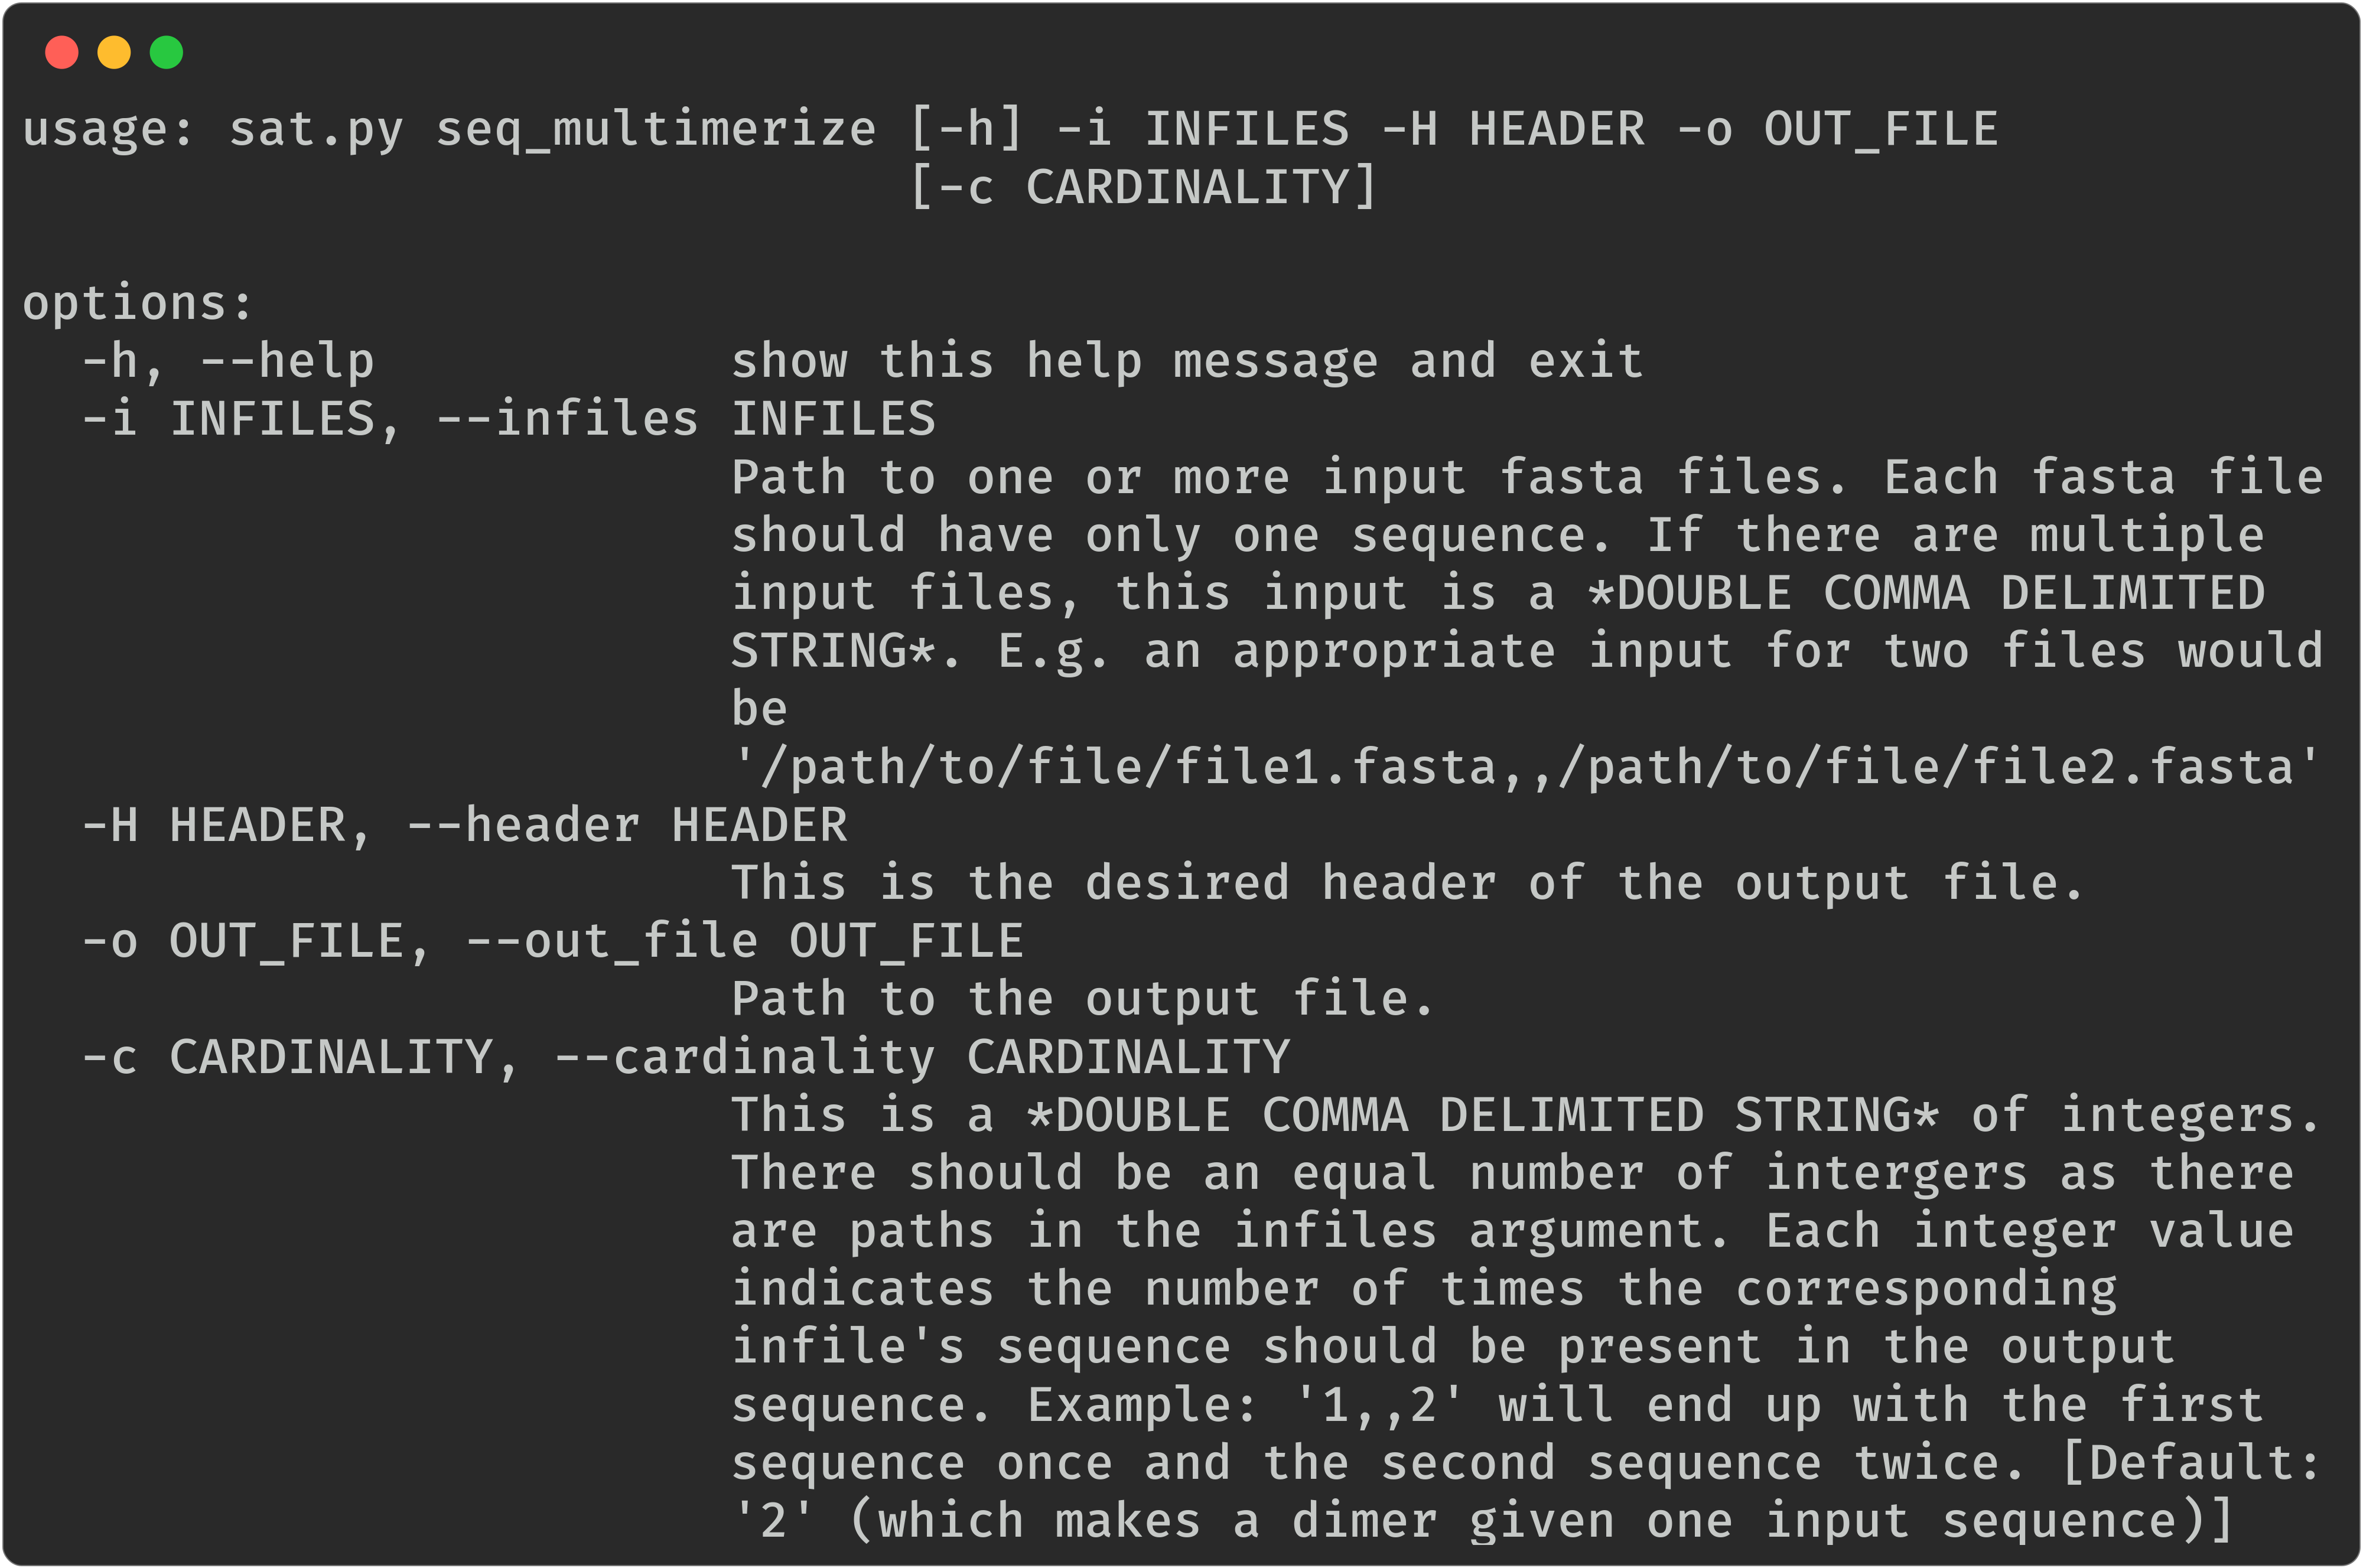 usage: sat.py seq_multimerize [-h] -i INFILES -H HEADER -o OUT_FILE
[-c CARDINALITY]
options:
-h, --help show this help message and exit
-i INFILES, --infiles INFILES
Path to one or more input fasta files. Each fasta file
should have only one sequence. If there are multiple
input files, this input is a *DOUBLE COMMA DELIMITED
STRING*. E.g. an appropriate input for two files would
be
'/path/to/file/file1.fasta,,/path/to/file/file2.fasta'
-H HEADER, --header HEADER
This is the desired header of the output file.
-o OUT_FILE, --out_file OUT_FILE
Path to the output file.
-c CARDINALITY, --cardinality CARDINALITY
This is a *DOUBLE COMMA DELIMITED STRING* of integers.
There should be an equal number of intergers as there
are paths in the infiles argument. Each integer value
indicates the number of times the corresponding
infile's sequence should be present in the output
sequence. Example: '1,,2' will end up with the first
sequence once and the second sequence twice. [Default:
'2' (which makes a dimer given one input sequence)]